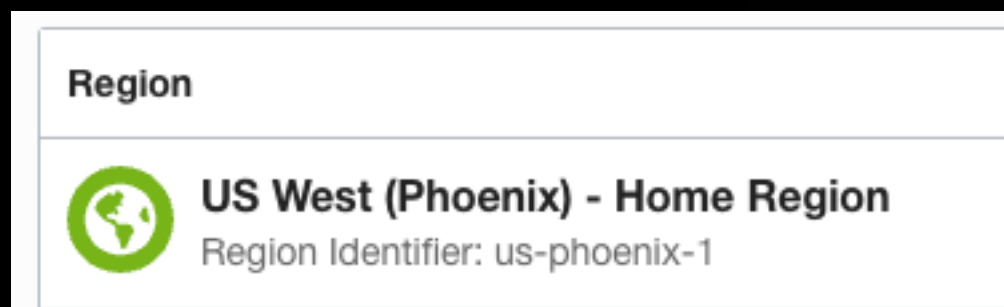 Region
US West (Phoenix) - Home Region
Region Identifier: us-phoenix-1